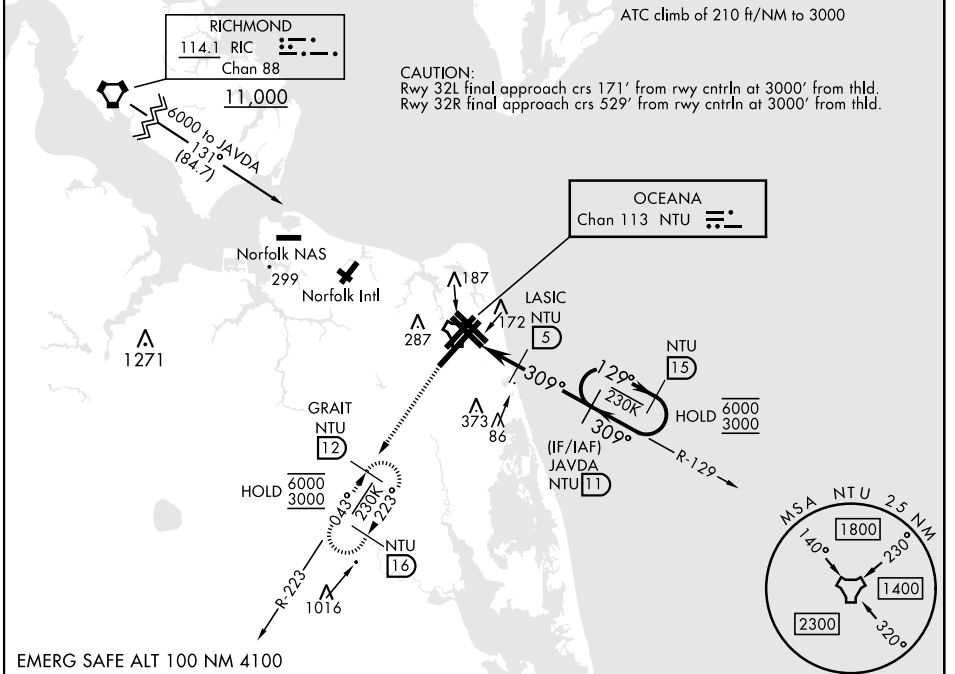 ATC climb of 210 ft/NM to 3000
RICHMOND
114.1 RIC
Chan 88
11,000
CAUTION:
Rwy 32L final approach crs 171' from rwy cntrln at 3000' from thld.
Rwy 32R final approach crs 529' from rwy cntrln at 3000' from thld.
6000 to JAVDA
131°
(84.7)
OCEANA
Chan 113 NTU
Norfolk NAS
299
Norfolk Intl
187
172
287
1271
LASIC
NTU
5
309°
129°
230K
309°
NTU
15
HOLD 6000
3000
373
86
(IF/IAF)
JAVDA
NTU 11
R-129
GRAIT
NTU
12
HOLD 6000
3000
043°
230K
223°
NTU
16
R-223
1016
MSA NTU 25 NM
1800
140°
230°
1400
2300
320°
EMERG SAFE ALT 100 NM 4100